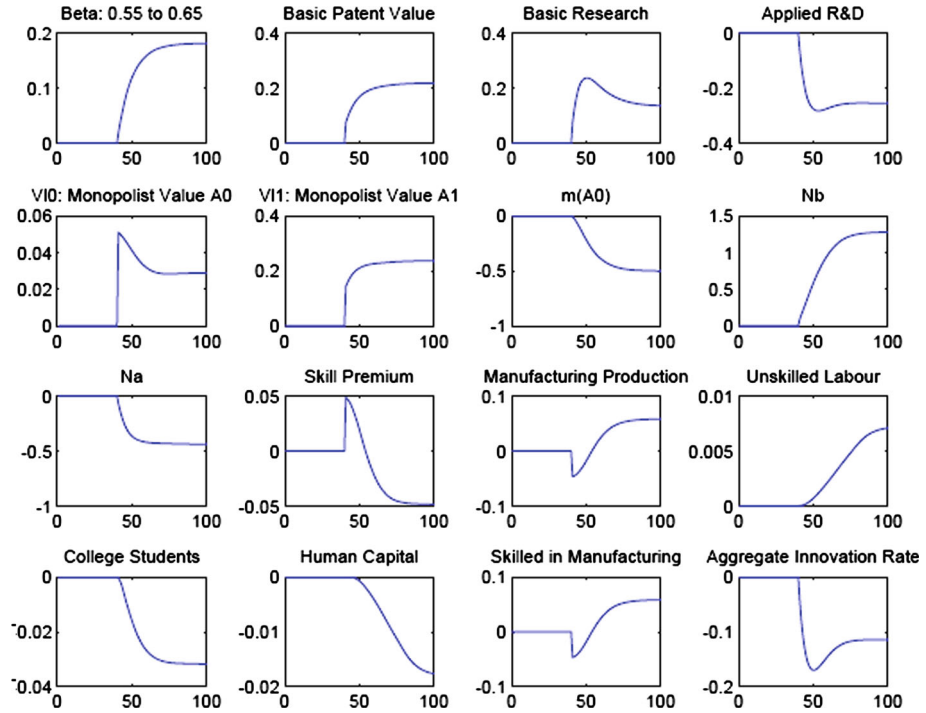 Beta: 0.55 to 0.65 Basic Patent Value Basic Research Applied R&D
0.2 0.4 0.4 0
0.1 0.2 0.2 -0.2
0 0 0 -0.4
0 50 100 0 50 100 0 50 100 0 50 100
VI0: Monopolist Value A0 VI1: Monopolist Value A1 m(A0) Nb
0.06 0.4 0 1.5
0.04 1
0.2 -0.5
0.02 0.5
0 0 -1 0
0 50 100 0 50 100 0 50 100 0 50 100
Na Skill Premium Manufacturing Production Unskilled Labour
0 0.05 0.1 0.01
-0.5 0 0 0.005
-1 -0.05 -0.1 0
0 50 100 0 50 100 0 50 100 0 50 100
College Students Human Capital Skilled in Manufacturing Aggregate Innovation Rate
0 0 0.1 0
-0.02 -0.01 0 -0.1
-0.04 -0.02 -0.1 -0.2
0 50 100 0 50 100 0 50 100 0 50 100